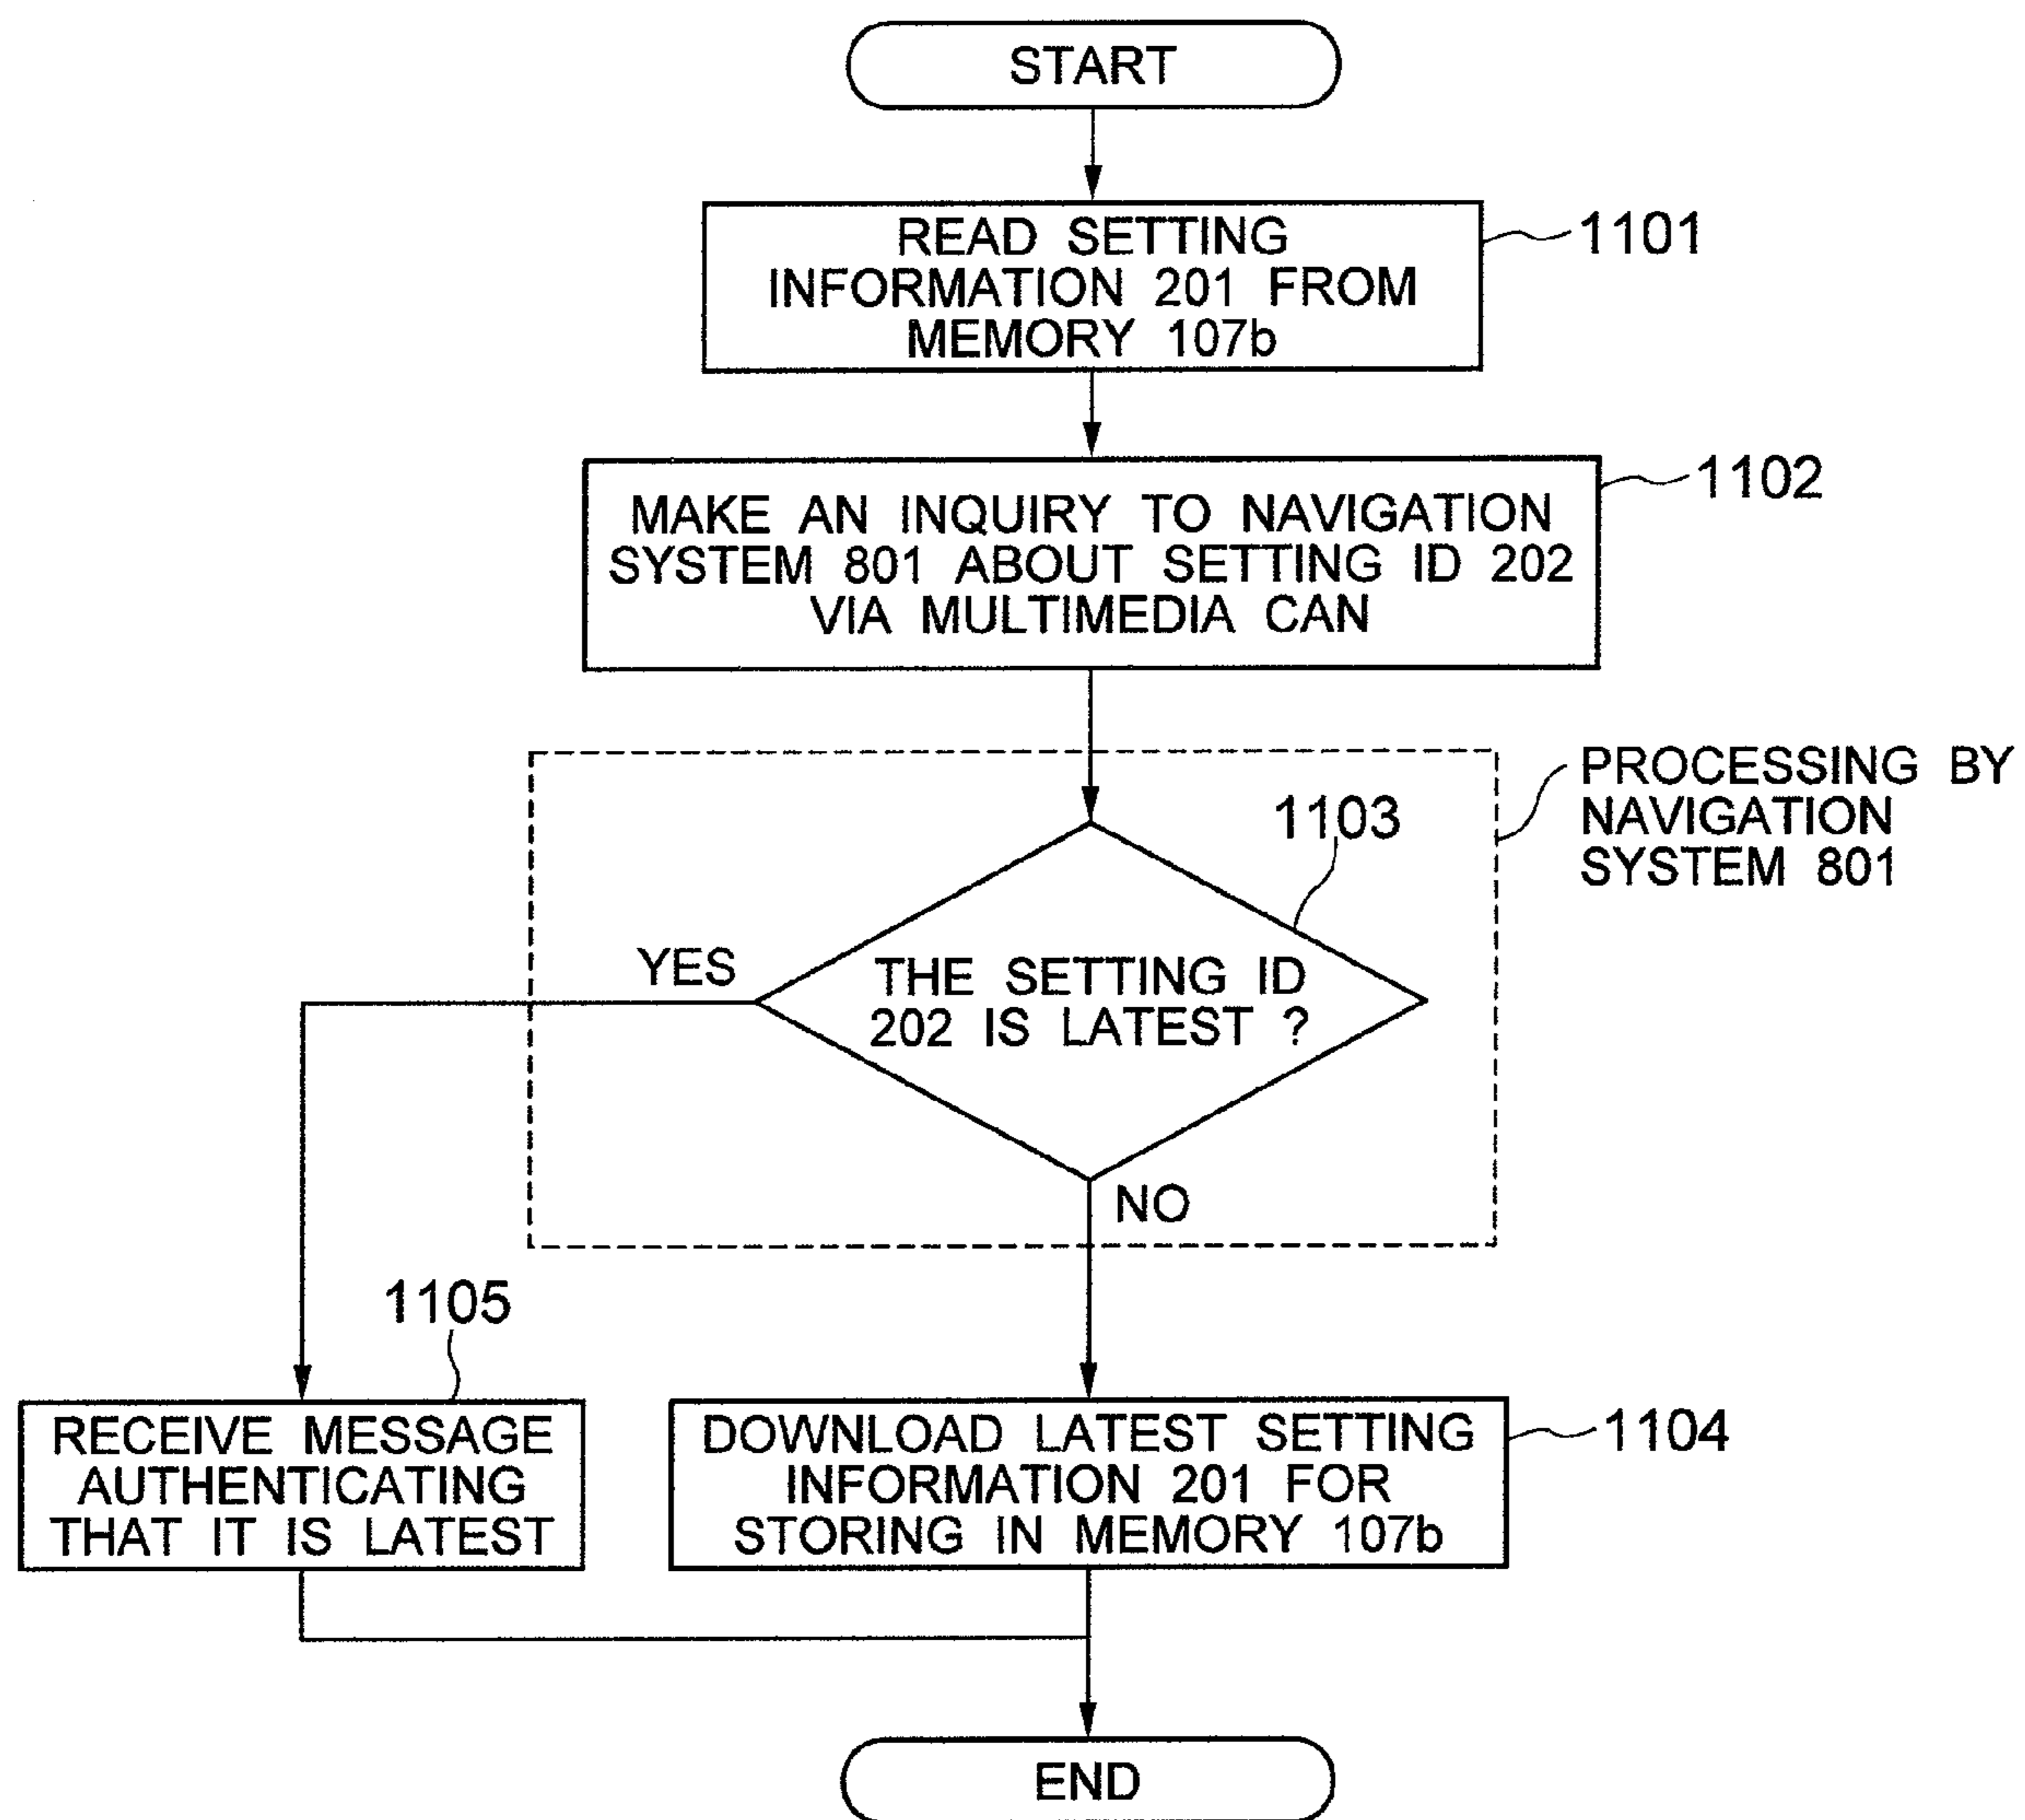 START
READ SETTING
INFORMATION 201 FROM
MEMORY 107b
1101
MAKE AN INQUIRY TO NAVIGATION
SYSTEM 801 ABOUT SETTING ID 202
VIA MULTIMEDIA CAN
1102
PROCESSING BY
NAVIGATION
SYSTEM 801
1103
THE SETTING ID
202 IS LATEST ?
YES
NO
1105
RECEIVE MESSAGE
AUTHENTICATING
THAT IT IS LATEST
DOWNLOAD LATEST SETTING
INFORMATION 201 FOR
STORING IN MEMORY 107b
1104
END